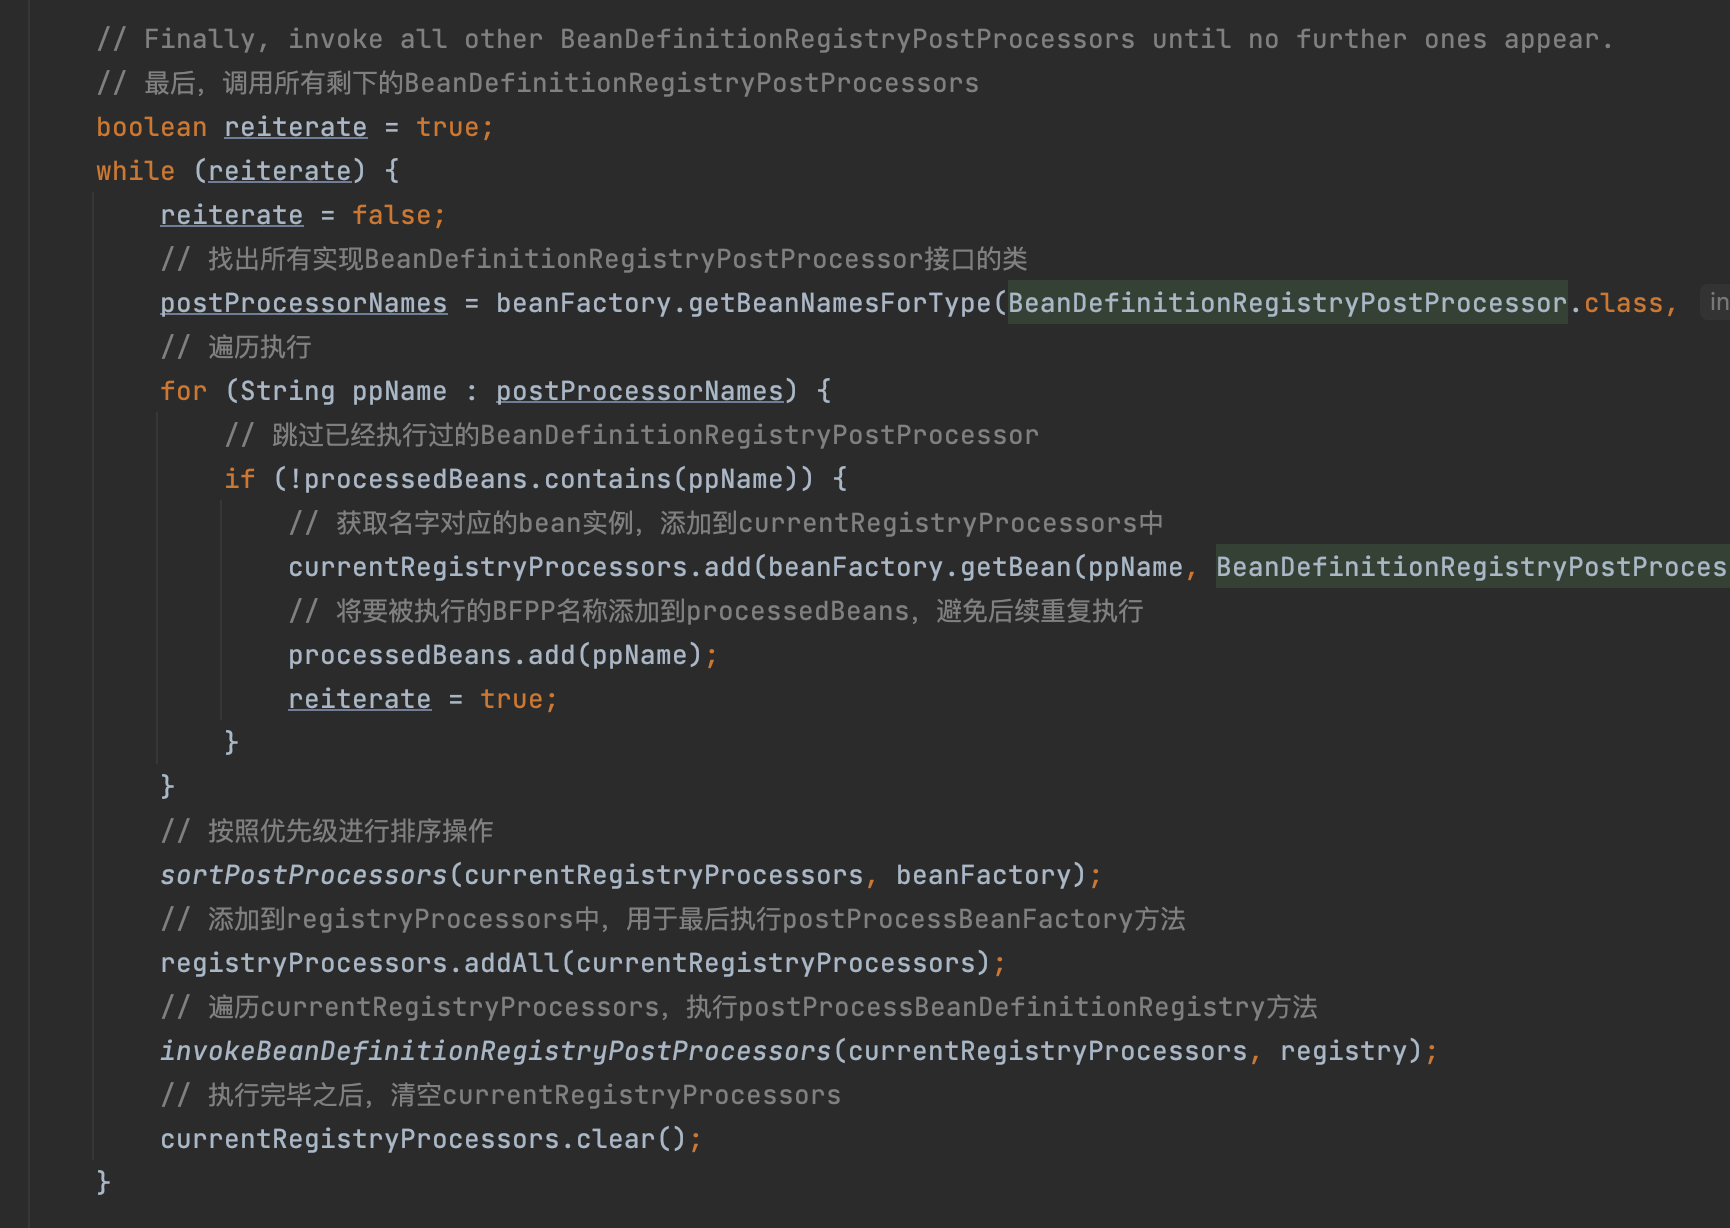 // Finally, invoke all other BeanDefinitionRegistryPostProcessors until no further ones appear.
// 最后，调用所有剩下的BeanDefinitionRegistryPostProcessors
boolean reiterate = true;
while (reiterate) {
reiterate = false;
// 找出所有实现BeanDefinitionRegistryPostProcessor接口的类
postProcessorNames = beanFactory.getBeanNamesForType(BeanDefinitionRegistryPostProcessor.class, in
// 遍历执行
for (String ppName : postProcessorNames) {
// 跳过已经执行过的BeanDefinitionRegistryPostProcessor
if (!processedBeans.contains(ppName)) {
// 获取名字对应的bean实例，添加到currentRegistryProcessors中
currentRegistryProcessors.add(beanFactory.getBean(ppName, BeanDefinitionRegistryPostProces
// 将要被执行的BFPP名称添加到processedBeans，避免后续重复执行
processedBeans.add(ppName);
reiterate = true;
}
}
// 按照优先级进行排序操作
sortPostProcessors(currentRegistryProcessors, beanFactory);
// 添加到registryProcessors中，用于最后执行postProcessBeanFactory方法
registryProcessors.addAll(currentRegistryProcessors);
// 遍历currentRegistryProcessors，执行postProcessBeanDefinitionRegistry方法
invokeBeanDefinitionRegistryPostProcessors(currentRegistryProcessors, registry);
// 执行完毕之后，清空currentRegistryProcessors
currentRegistryProcessors.clear();
}